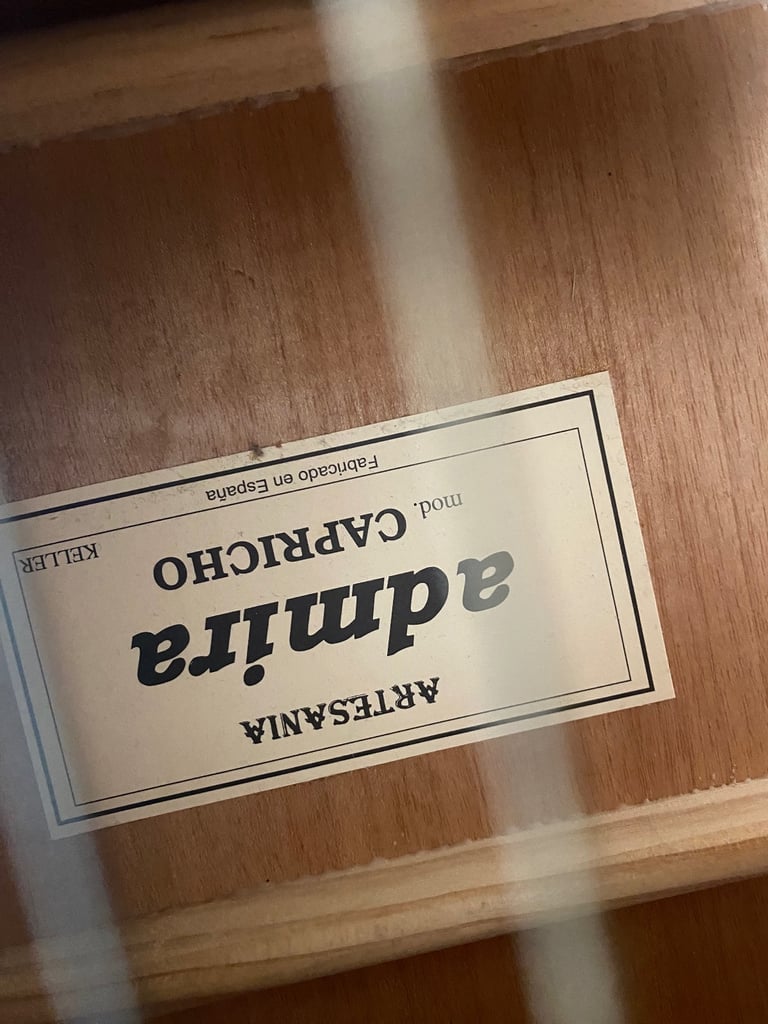 ARTESANIA
admira
mod. CAPRICHO
KELLER
Fabricado en España